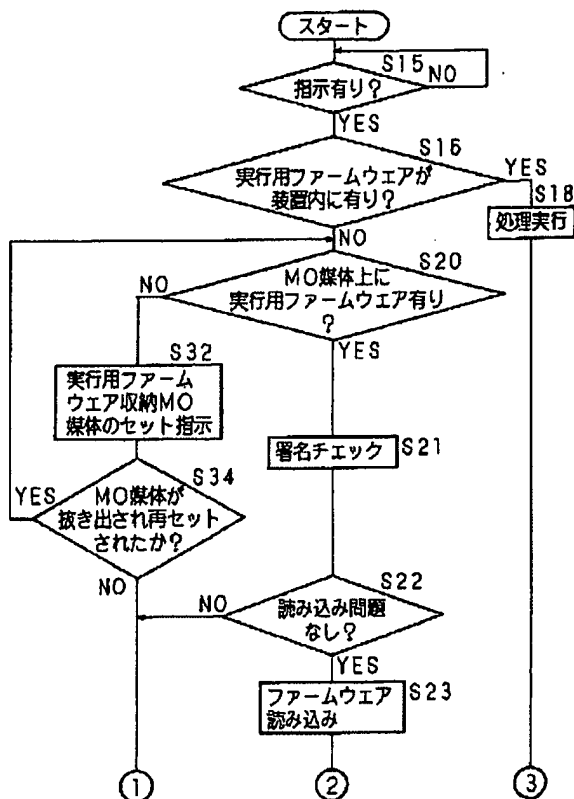 スタート
S15
NO
指示有り?
YES
S16
YES
実行用ファームウェアが
装置内に有り?
S18
処理実行
NO
S20
NO
MO媒体上に
実行用ファームウエア有り
?
YES
S32
実行用ファーム
ウエア収納MO
媒体のセット指示
署名チェック
S21
S34
YES
MO媒体が
抜き出され再セット
されたか?
NO
S22
NO
読み込み問題
なし?
YES
ファームウェア
読み込み
S23
①
②
③